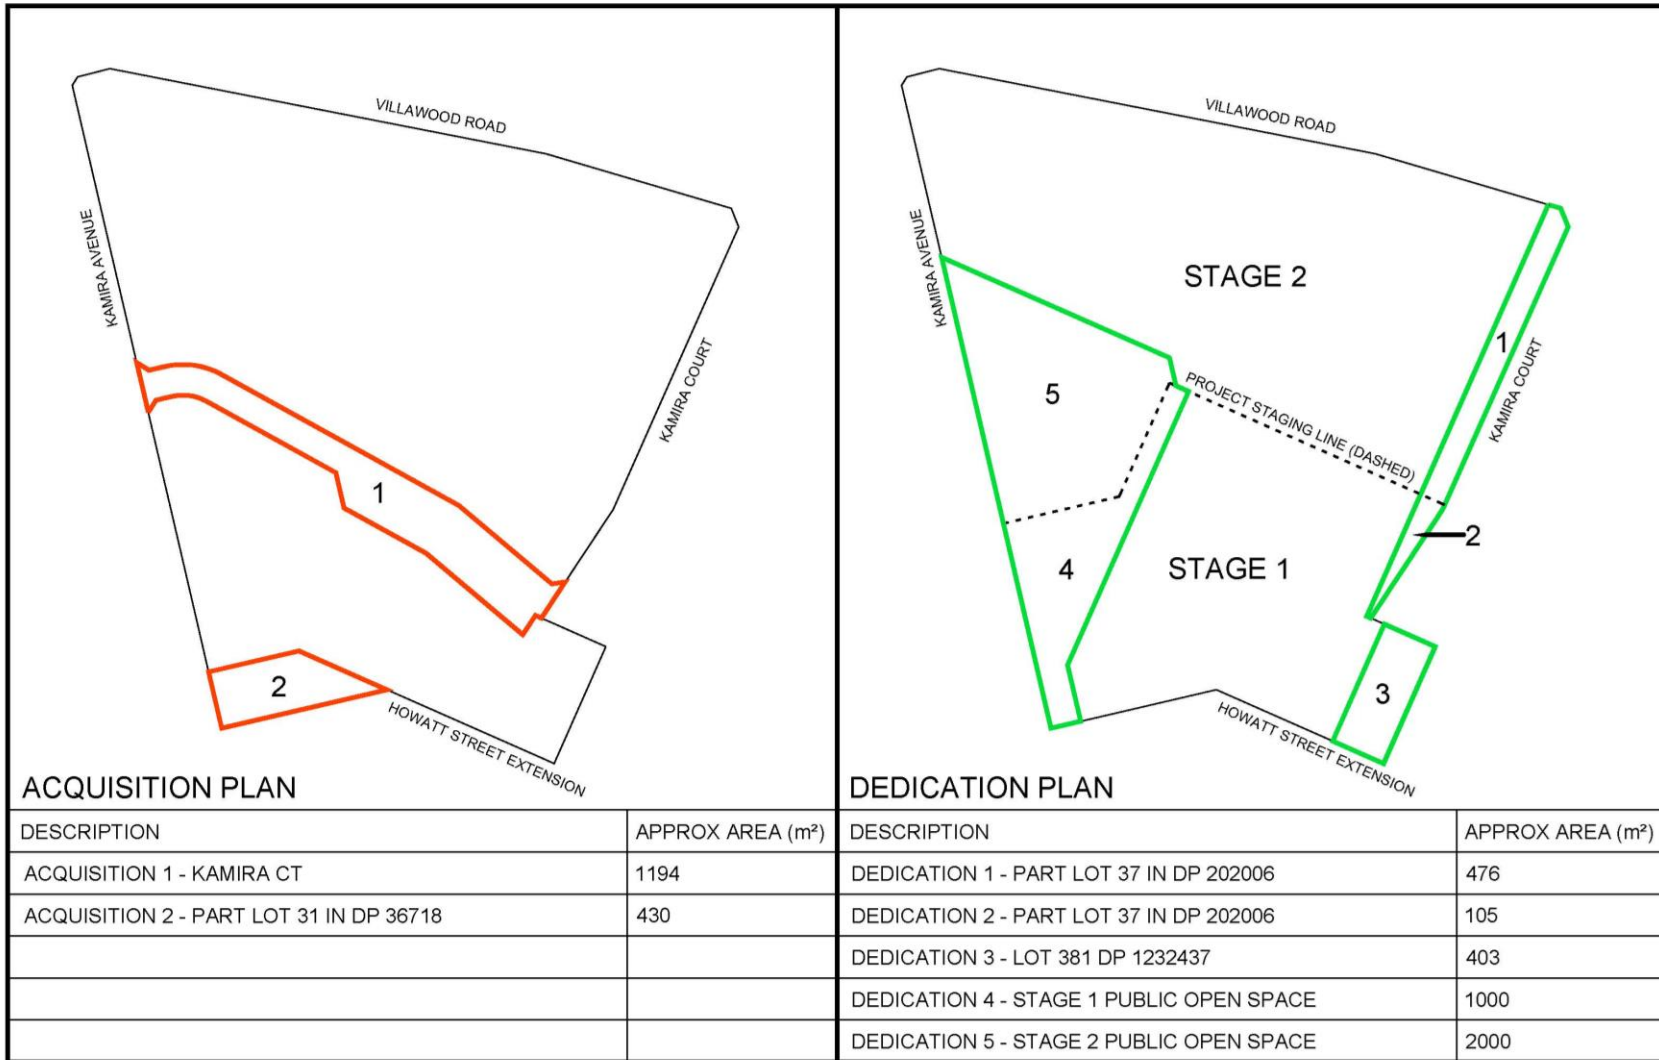 VILLAWOOD ROAD
KAMIRA AVENUE
KAMIRA COURT
1
2
HOWATT STREET EXTENSION
ACQUISITION PLAN
DESCRIPTION APPROX AREA (m²)
ACQUISITION 1 - KAMIRA CT 1194
ACQUISITION 2 - PART LOT 31 IN DP 36718 430
VILLAWOOD ROAD
KAMIRA AVENUE
STAGE 2
1
KAMIRA COURT
5
PROJECT STAGING LINE (DASHED)
2
4
STAGE 1
3
HOWATT STREET EXTENSION
DEDICATION PLAN
DESCRIPTION APPROX AREA (m²)
DEDICATION 1 - PART LOT 37 IN DP 202006 476
DEDICATION 2 - PART LOT 37 IN DP 202006 105
DEDICATION 3 - LOT 381 DP 1232437 403
DEDICATION 4 - STAGE 1 PUBLIC OPEN SPACE 1000
DEDICATION 5 - STAGE 2 PUBLIC OPEN SPACE 2000